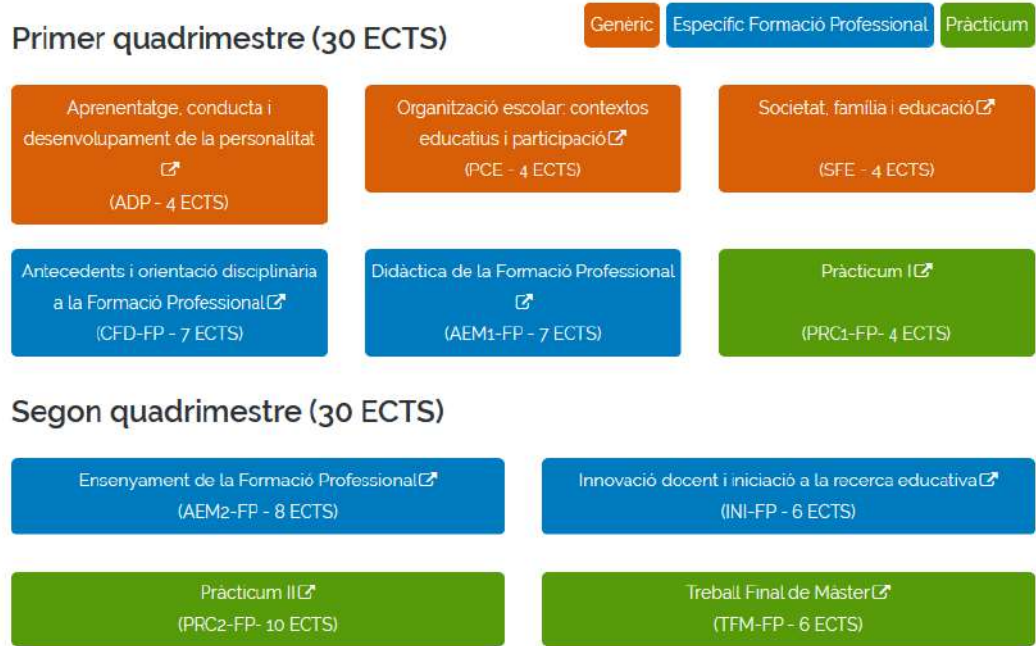 Primer quadrimestre (30 ECTS)
Genèric
Específic Formació Professional
Pràcticum
Aprenentatge, conducta i
desenvolupament de la personalitat
(ADP - 4 ECTS)
Organització escolar: contextos
educatius i participació
(PCE - 4 ECTS)
Societat, família i educació
(SFE - 4 ECTS)
Antecedents i orientació disciplinària
a la Formació Professional
(CFD-FP - 7 ECTS)
Didàctica de la Formació Professional
(AEM1-FP - 7 ECTS)
Pràcticum I
(PRC1-FP- 4 ECTS)
Segon quadrimestre (30 ECTS)
Ensenyament de la Formació Professional
(AEM2-FP - 8 ECTS)
Innovació docent i iniciació a la recerca educativa
(INI-FP - 6 ECTS)
Pràcticum II
(PRC2-FP- 10 ECTS)
Treball Final de Màster
(TFM-FP - 6 ECTS)